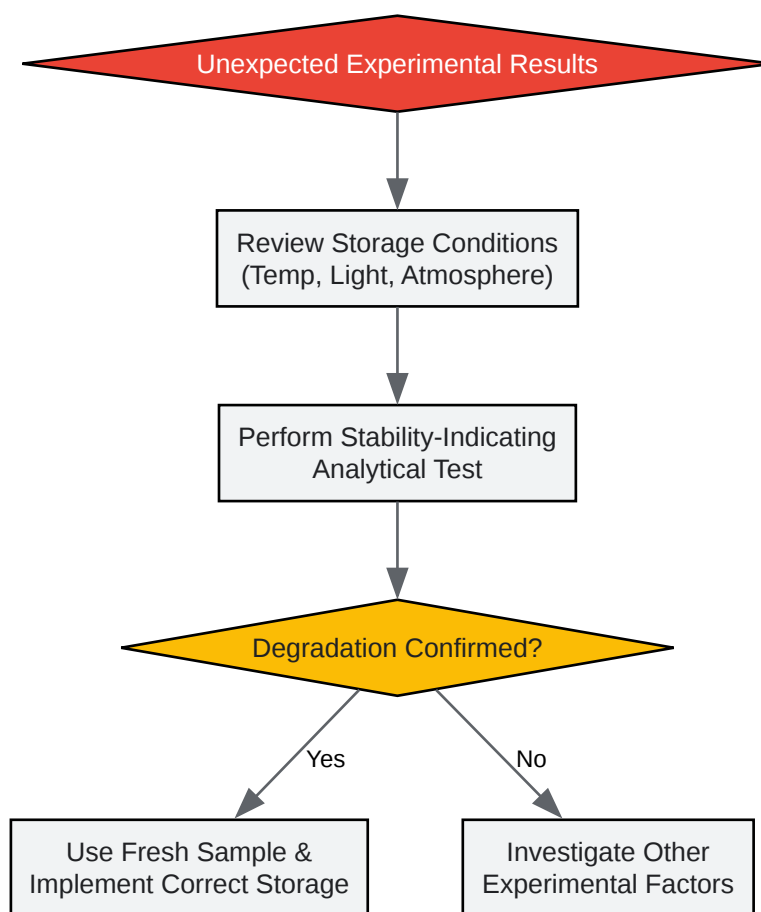 Unexpected Experimental Results
Review Storage Conditions
(Temp, Light, Atmosphere)
Perform Stability-Indicating
Analytical Test
Degradation Confirmed?
Yes
No
Use Fresh Sample &
Implement Correct Storage
Investigate Other
Experimental Factors